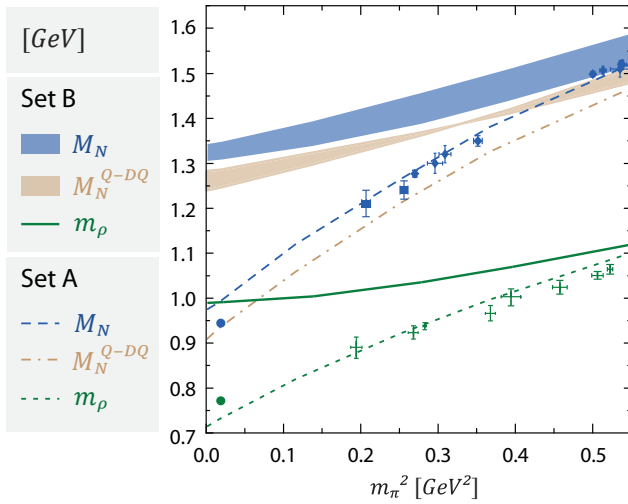 [GeV]
Set B
M_N
M_N^{Q-DQ}
m_ρ
Set A
M_N
M_N^{Q-DQ}
m_ρ
1.6
1.5
1.4
1.3
1.2
1.1
1.0
0.9
0.8
0.7
0.0 0.1 0.2 0.3 0.4 0.5
m_π^2 [GeV^2]